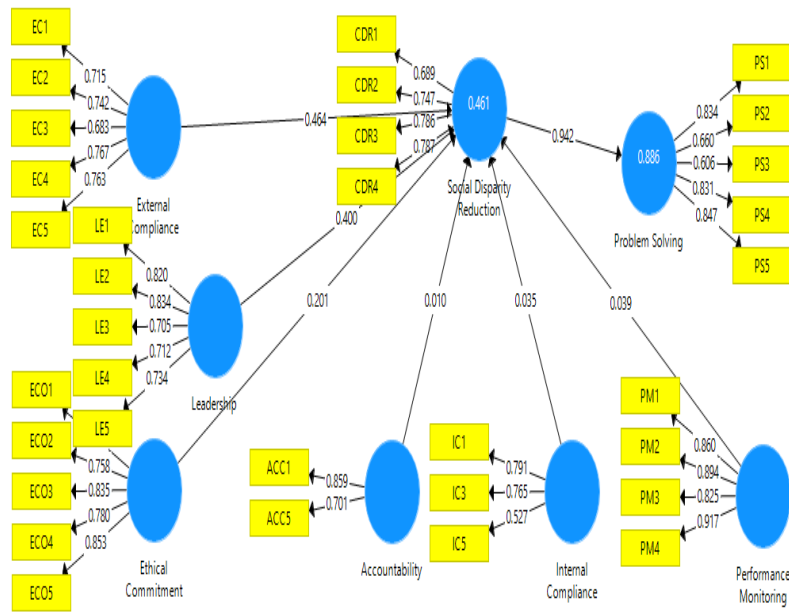 EC1
EC2
EC3
EC4
EC5
0.715
0.742
0.683
0.767
0.763
External
Compliance
0.464
CDR1
CDR2
CDR3
CDR4
0.689
0.747
0.786
0.787
0.461
Social Disparity
Reduction
0.942
0.886
Problem Solving
0.834
0.660
0.606
0.831
0.847
PS1
PS2
PS3
PS4
PS5
LE1
LE2
LE3
LE4
LE5
0.820
0.834
0.705
0.712
0.734
Leadership
0.400
0.201
0.010
0.035
0.039
ECO1
ECO2
ECO3
ECO4
ECO5
0.758
0.835
0.780
0.853
Ethical
Commitment
ACC1
ACC5
0.859
0.701
Accountability
IC1
IC3
IC5
0.791
0.765
0.527
Internal
Compliance
PM1
PM2
PM3
PM4
0.860
0.894
0.825
0.917
Performance
Monitoring